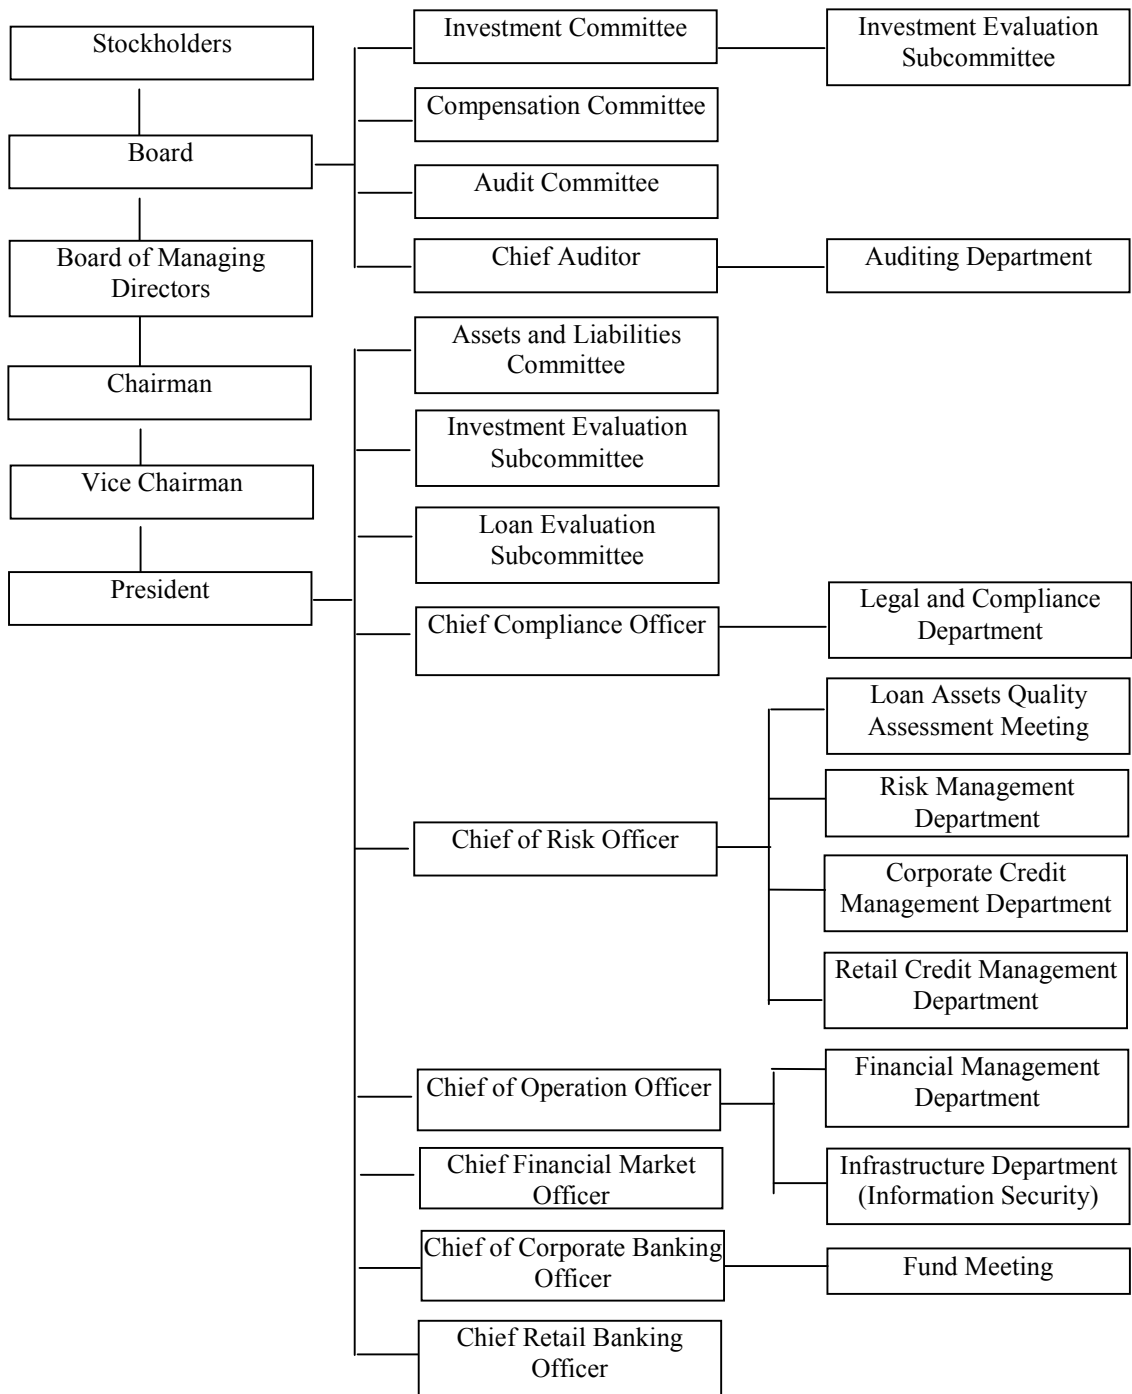 Stockholders
Board
Board of Managing
Directors
Chairman
Vice Chairman
President
Investment Committee
Compensation Committee
Audit Committee
Chief Auditor
Assets and Liabilities
Committee
Investment Evaluation
Subcommittee
Loan Evaluation
Subcommittee
Chief Compliance Officer
Chief of Risk Officer
Chief of Operation Officer
Chief Financial Market
Officer
Chief of Corporate Banking
Officer
Chief Retail Banking
Officer
Investment Evaluation
Subcommittee
Auditing Department
Legal and Compliance
Department
Loan Assets Quality
Assessment Meeting
Risk Management
Department
Corporate Credit
Management Department
Retail Credit Management
Department
Financial Management
Department
Infrastructure Department
(Information Security)
Fund Meeting